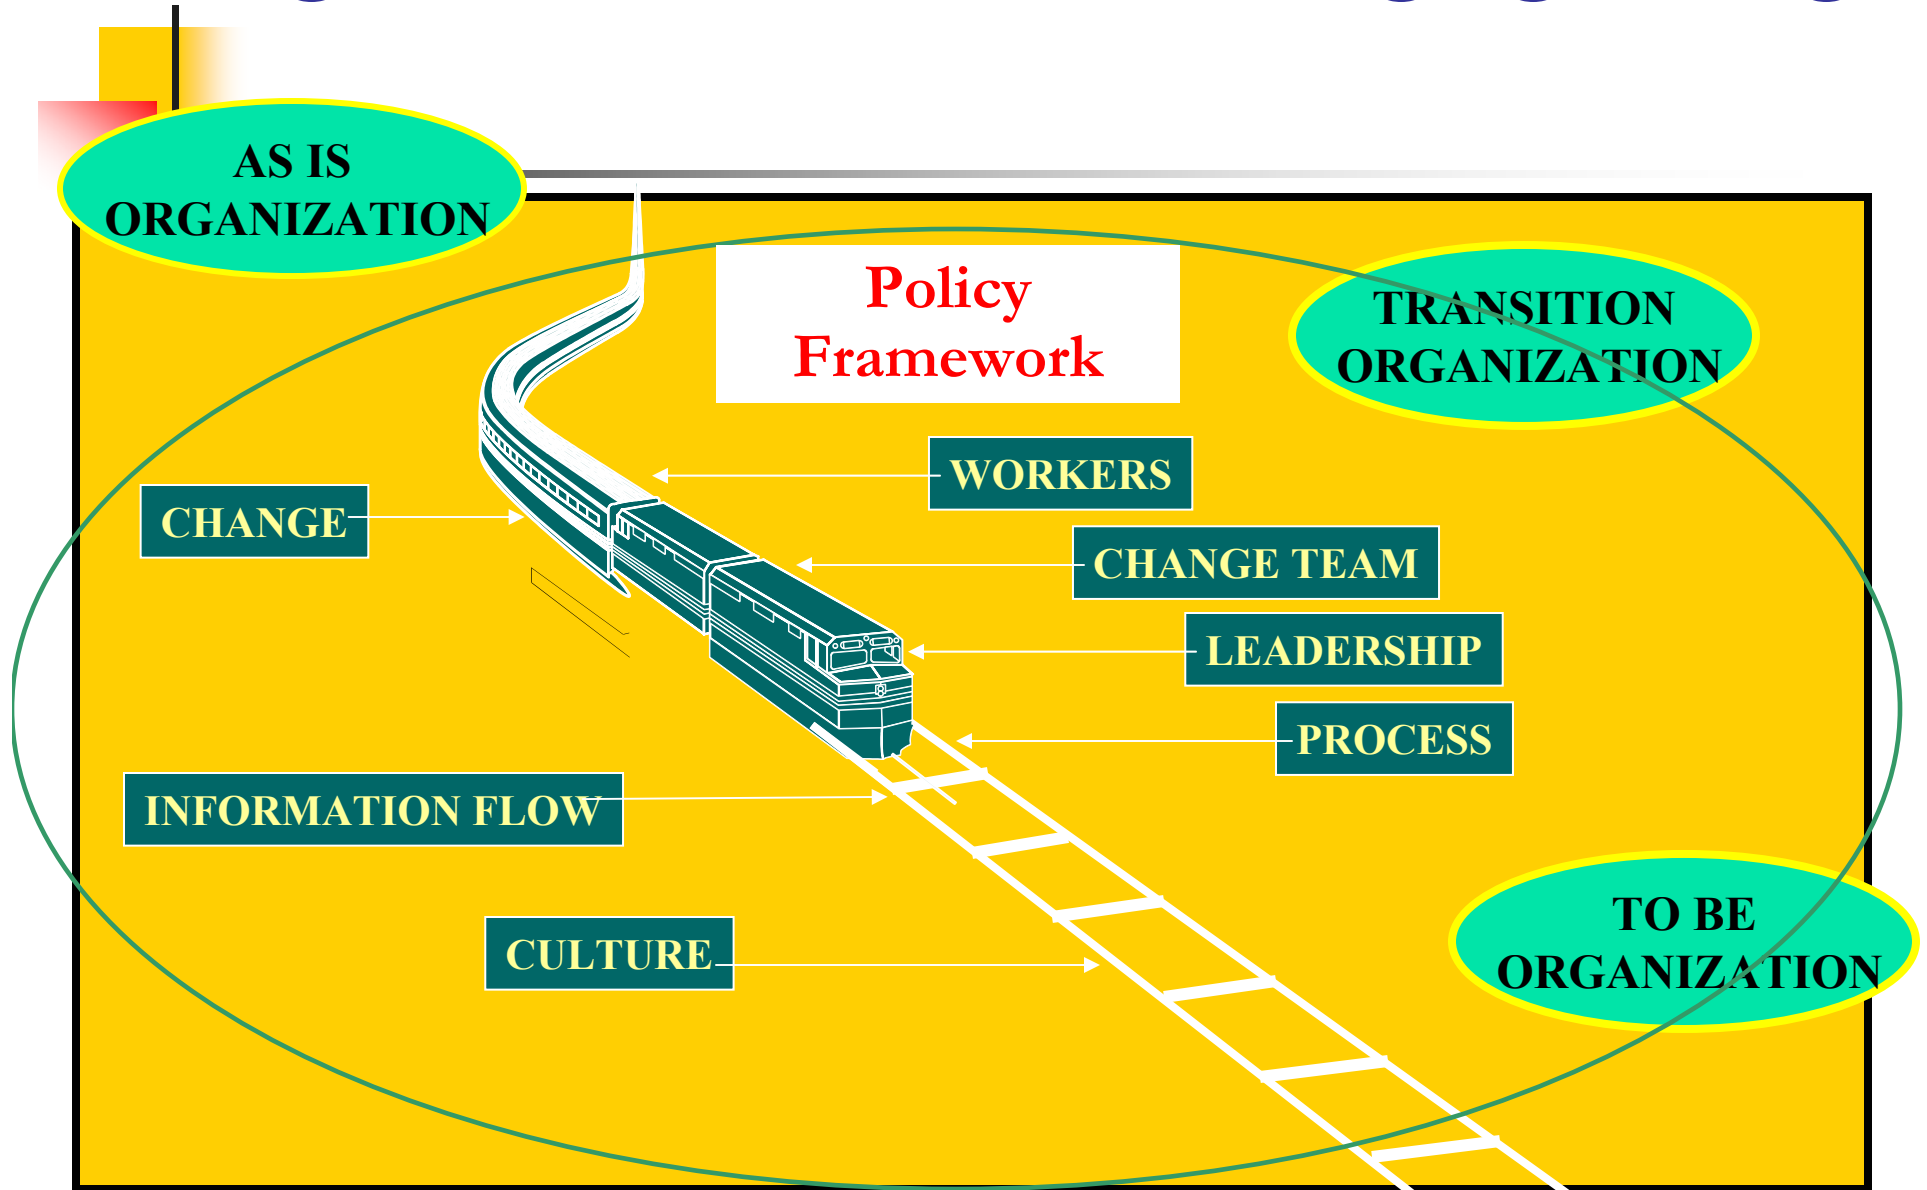 AS IS
ORGANIZATION
Policy
Framework
TRANSITION
ORGANIZATION
WORKERS
CHANGE
CHANGE TEAM
LEADERSHIP
PROCESS
INFORMATION FLOW
CULTURE
TO BE
ORGANIZATION